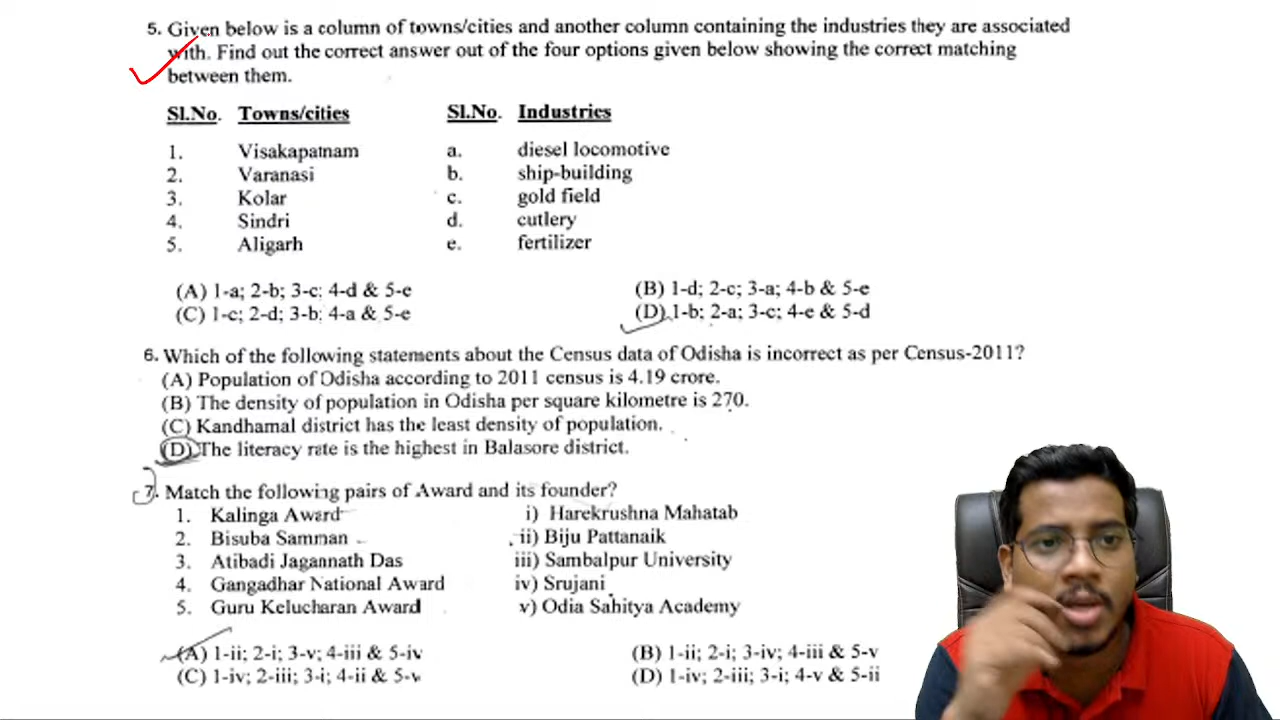 5. Given below is a column of towns/cities and another column containing the industries they are associated
with. Find out the correct answer out of the four options given below showing the correct matching
between them.
Sl.No. Towns/cities Sl.No. Industries
1. Visakapatnam a. diesel locomotive
2. Varanasi b. ship-building
3. Kolar c. gold field
4. Sindri d. cutlery
5. Aligarh e. fertilizer
(A) 1-a; 2-b; 3-c; 4-d & 5-e (B) 1-d; 2-c; 3-a; 4-b & 5-e
(C) 1-c; 2-d; 3-b; 4-a & 5-e (D) 1-b; 2-a; 3-c; 4-e & 5-d
6. Which of the following statements about the Census data of Odisha is incorrect as per Census-2011?
(A) Population of Odisha according to 2011 census is 4.19 crore.
(B) The density of population in Odisha per square kilometre is 270.
(C) Kandhamal district has the least density of population.
(D) The literacy rate is the highest in Balasore district.
7. Match the following pairs of Award and its founder?
1. Kalinga Award i) Harekrushna Mahatab
2. Bisuba Samman ii) Biju Pattanaik
3. Atibadi Jagannath Das iii) Sambalpur University
4. Gangadhar National Award iv) Srujani
5. Guru Kelucharan Award v) Odia Sahitya Academy
(A) 1-ii; 2-i; 3-v; 4-iii & 5-iv (B) 1-ii; 2-i; 3-iv; 4-iii & 5-v
(C) 1-iv; 2-iii; 3-i; 4-ii & 5-v (D) 1-iv; 2-iii; 3-i; 4-v & 5-ii